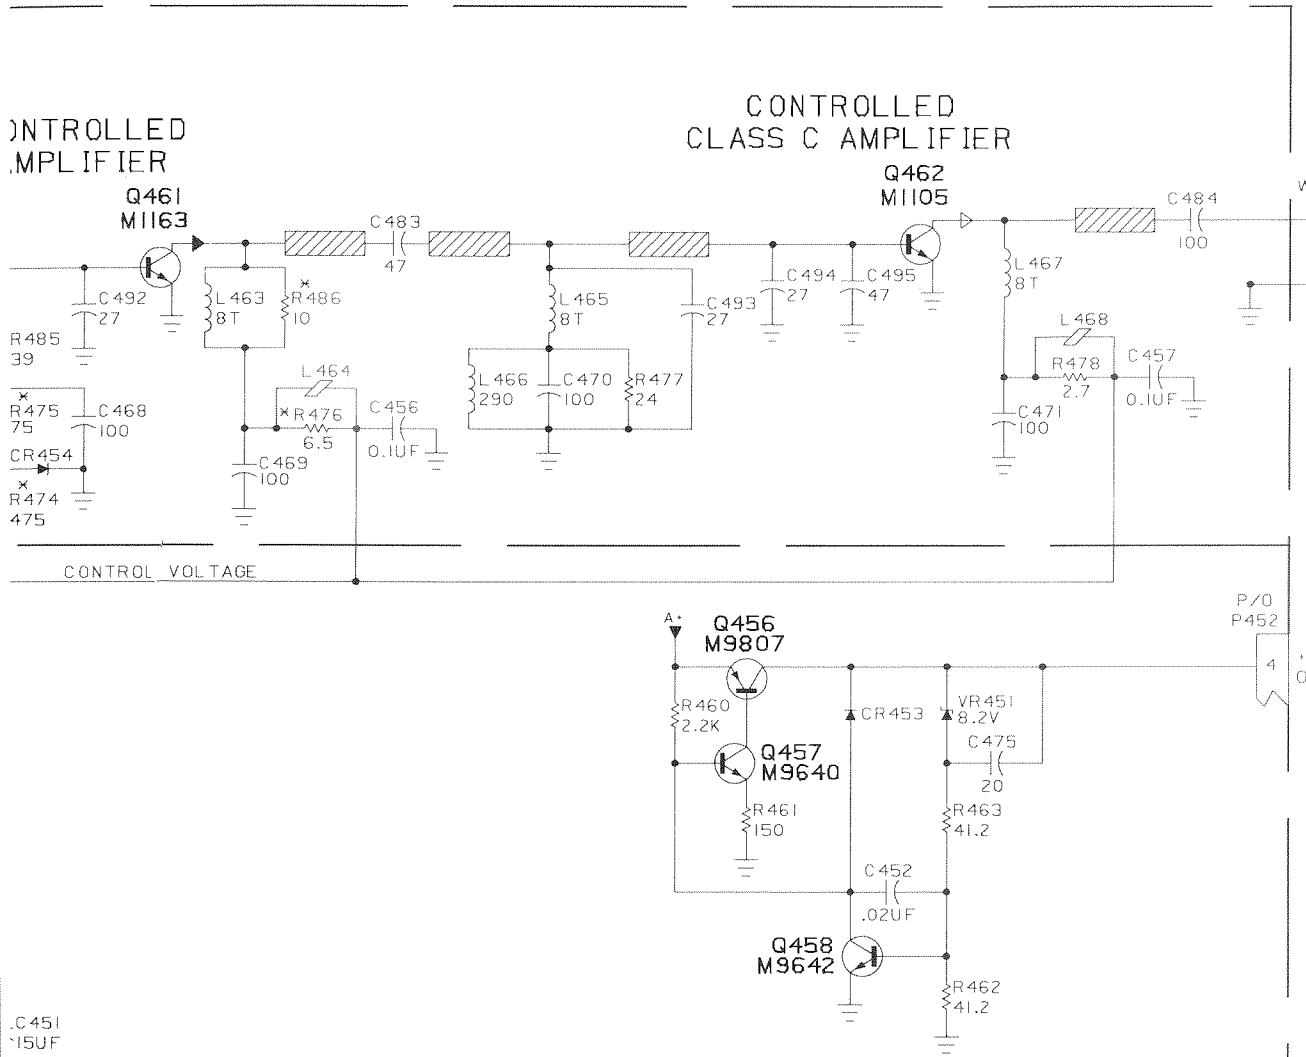 CONTROLLED
CLASS C AMPLIFIER
ONTROLLED
MPLIFIER
Q461
M1163
C483
47
Q462
M1105
C484
100
W
C492
27
L463
8T
*
R486
10
L465
8T
C493
27
C494
27
C495
47
L467
8T
R485
39
*
R475
75
C468
100
CR454
*
R474
475
L464
*R476
6.5
C456
0.1UF
C469
100
L466
290
C470
100
R477
24
L468
R478
2.7
C457
0.1UF
C471
100
CONTROL VOLTAGE
P/O
P452
4
+
A+
Q456
M9807
R460
2.2K
CR453
VR451
8.2V
C475
20
Q457
M9640
R461
150
R463
41.2
C452
.02UF
Q458
M9642
R462
41.2
C451
15UF